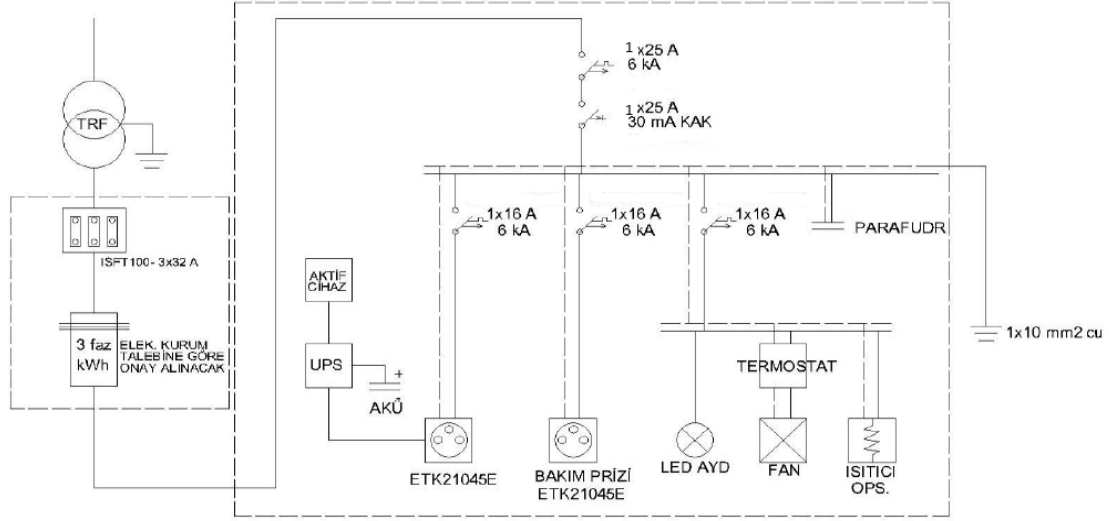 TRF
ISFT100- 3x32 A
3 faz
kWh
ELEK. KURUM
TALEBİNE GÖRE
ONAY ALINACAK
1x25 A
6 kA
1x25 A
30 mA KAK
1x16 A
6 kA
1x16 A
6 kA
1x16 A
6 kA
PARAFUDR
1x10 mm2 cu
AKTİF
CİHAZ
UPS
+
AKÜ
TERMOSTAT
ETK21045E
BAKIM PRİZİ
ETK21045E
LED AYD
FAN
ISITICI
OPS.